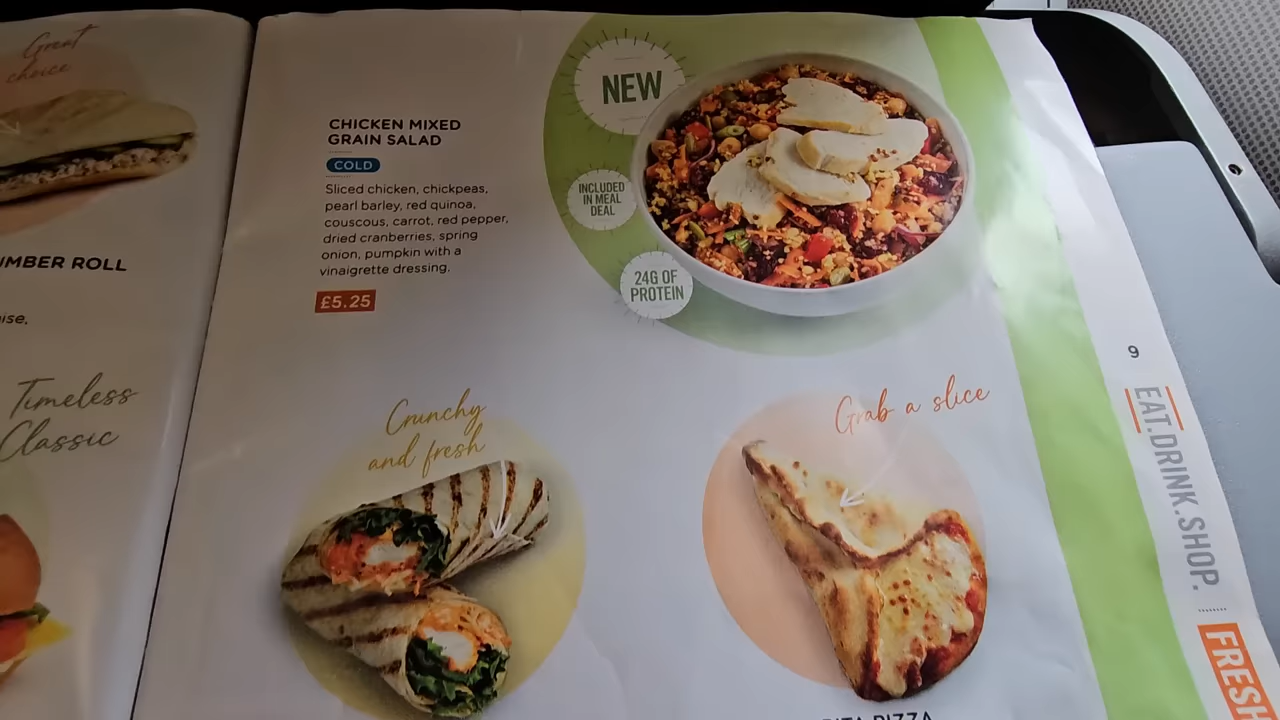 Great
choice
UMBER ROLL
ise,
Timeless
Classic
CHICKEN MIXED
GRAIN SALAD
COLD
Sliced chicken, chickpeas,
pearl barley, red quinoa,
couscous, carrot, red pepper,
dried cranberries, spring
onion, pumpkin with a
vinaigrette dressing.
£5.25
NEW
INCLUDED
IN MEAL
DEAL
24G OF
PROTEIN
Crunchy
and fresh
Grab a slice
PIZZA
9
EAT.DRINK.SHOP.
FRESH